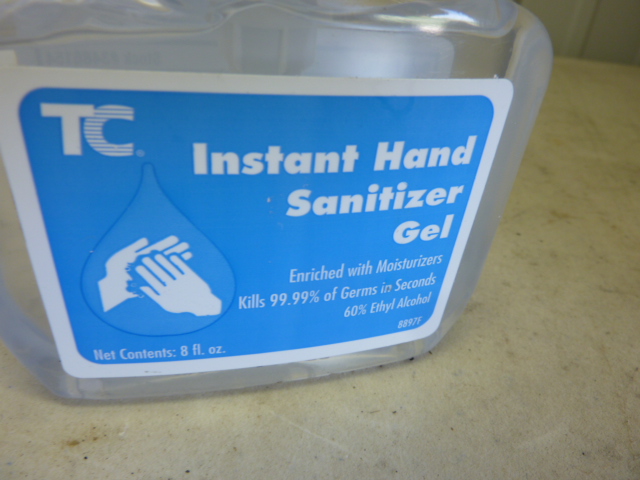 TC
Instant Hand
Sanitizer
Gel
Enriched with Moisturizers
Kills 99.99% of Germs in Seconds
60% Ethyl Alcohol
8897F
Net Contents: 8 fl. oz.